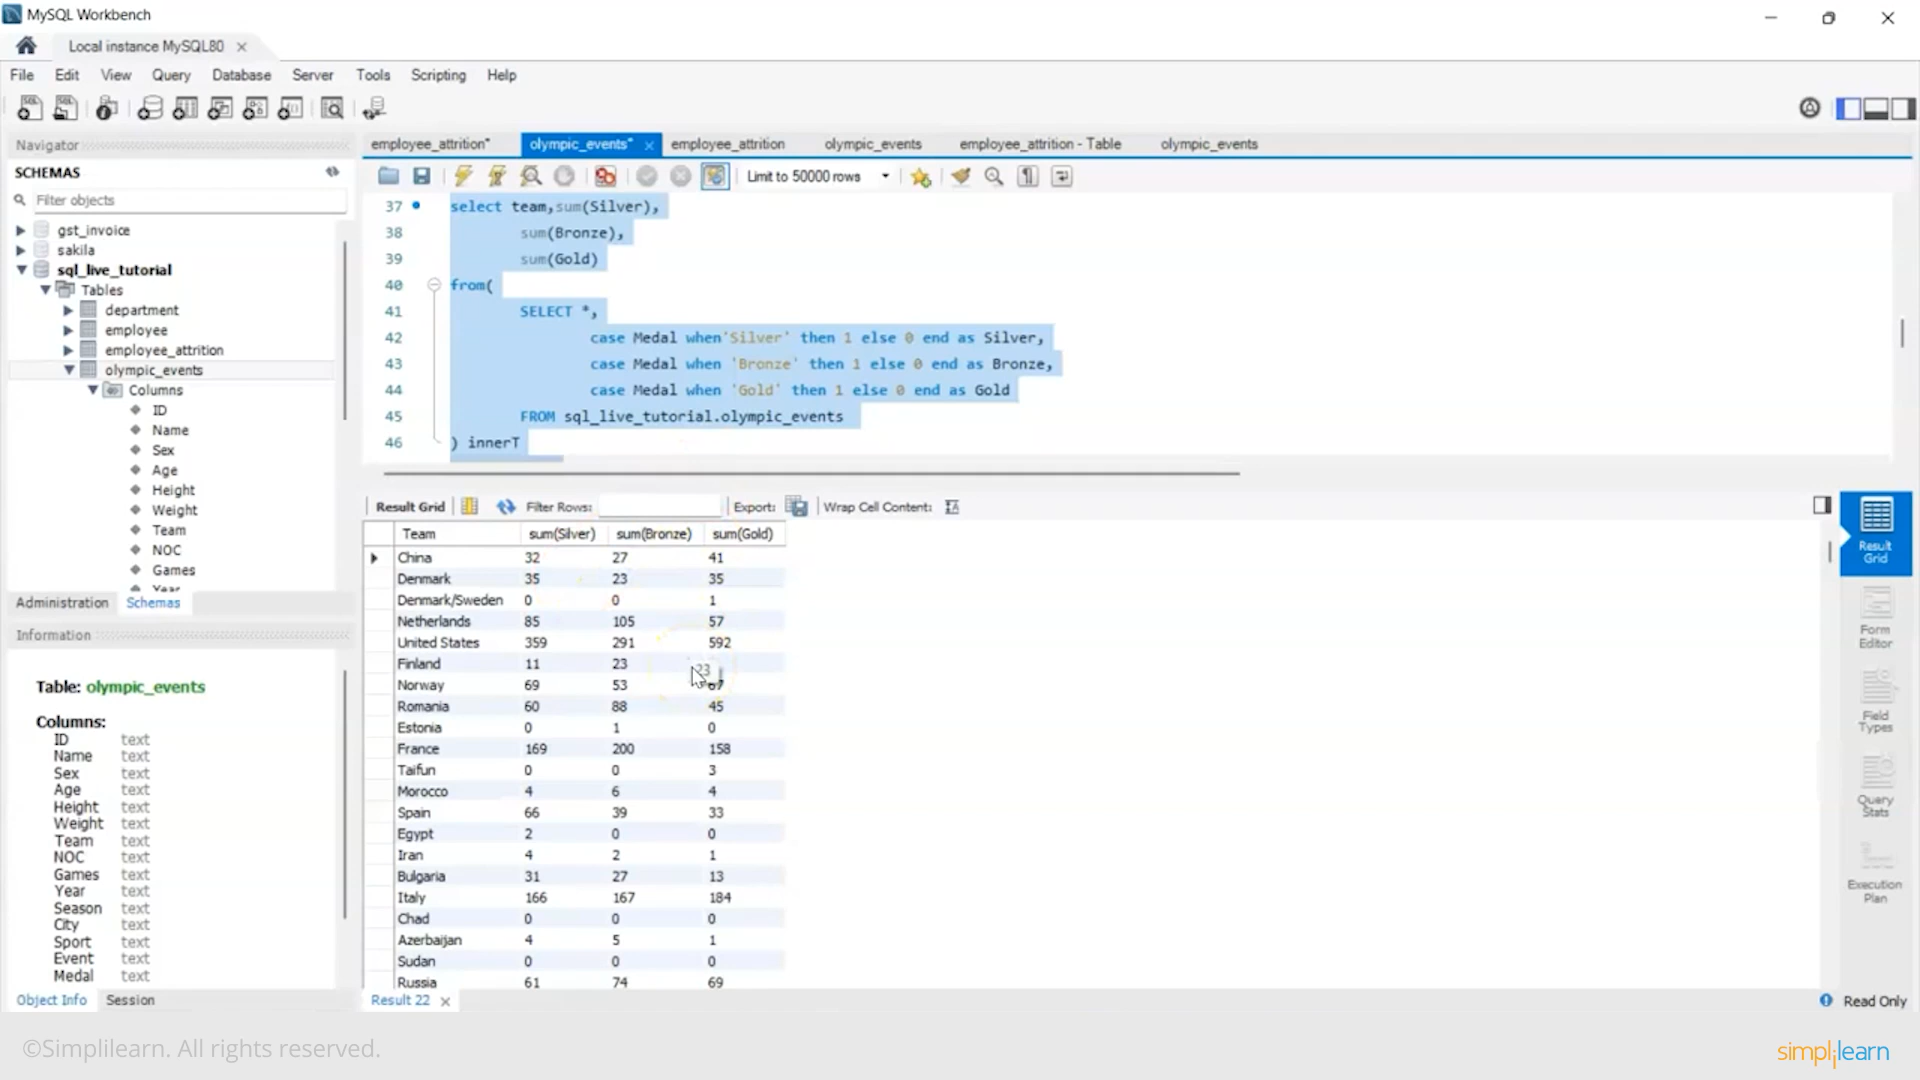 MySQL Workbench
Local instance MySQL80
File Edit View Query Database Server Tools Scripting Help
Navigator
SCHEMAS
Filter objects
gst_invoice
sakila
sql_live_tutorial
Tables
department
employee
employee_attrition
olympic_events
Columns
ID
Name
Sex
Age
Height
Weight
Team
NOC
Games
Year
Administration Schemas
Information
Table: olympic_events
Columns:
ID text
Name text
Sex text
Age text
Height text
Weight text
Team text
NOC text
Games text
Year text
Season text
City text
Sport text
Event text
Medal text
Object Info Session
employee_attrition* olympic_events* employee_attrition olympic_events employee_attrition - Table olympic_events
Limit to 50000 rows
37 select team,sum(Silver),
38 sum(Bronze),
39 sum(Gold)
40 from(
41 SELECT *,
42 case Medal when'Silver' then 1 else 0 end as Silver,
43 case Medal when 'Bronze' then 1 else 0 end as Bronze,
44 case Medal when 'Gold' then 1 else 0 end as Gold
45 FROM sql_live_tutorial.olympic_events
46 ) innerT
Result Grid Filter Rows: Export: Wrap Cell Content:
Team sum(Silver) sum(Bronze) sum(Gold)
China 32 27 41
Denmark 35 23 35
Denmark/Sweden 0 0 1
Netherlands 85 105 57
United States 359 291 592
Finland 11 23
23
Norway 69 53
Romania 60 88 45
Estonia 0 1 0
France 169 200 158
Taifun 0 0 3
Morocco 4 6 4
Spain 66 39 33
Egypt 2 0 0
Iran 4 2 1
Bulgaria 31 27 13
Italy 166 167 184
Chad 0 0 0
Azerbaijan 4 5 1
Sudan 0 0 0
Russia 61 74 69
Result 22
Result
Grid
Form
Editor
Field
Types
Query
Stats
Execution
Plan
Read Only
©Simplilearn. All rights reserved.
simplilearn